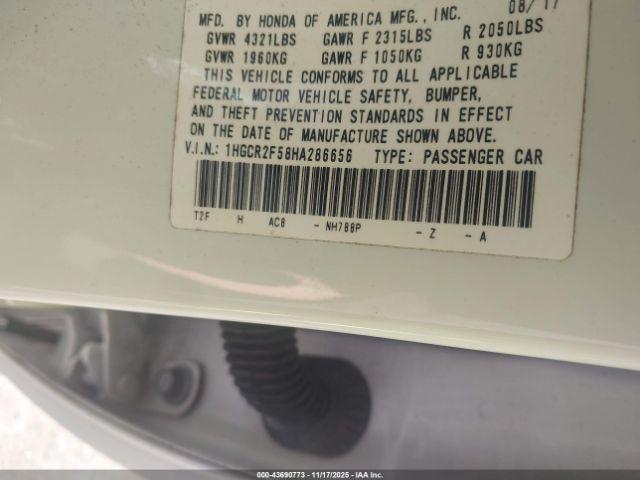 08/17
MFD. BY HONDA OF AMERICA MFG., INC.
GVWR 4321LBS GAWR F 2315LBS R 2050LBS
GVWR 1960KG GAWR F 1050KG R 930KG
THIS VEHICLE CONFORMS TO ALL APPLICABLE
FEDERAL MOTOR VEHICLE SAFETY, BUMPER,
AND THEFT PREVENTION STANDARDS IN EFFECT
ON THE DATE OF MANUFACTURE SHOWN ABOVE.
V.I.N.: 1HGCR2F58HA286656 TYPE: PASSENGER CAR
T2F H AC8 - NH788P - Z - A
000-43690773 - 11/17/2025 - IAA Inc.